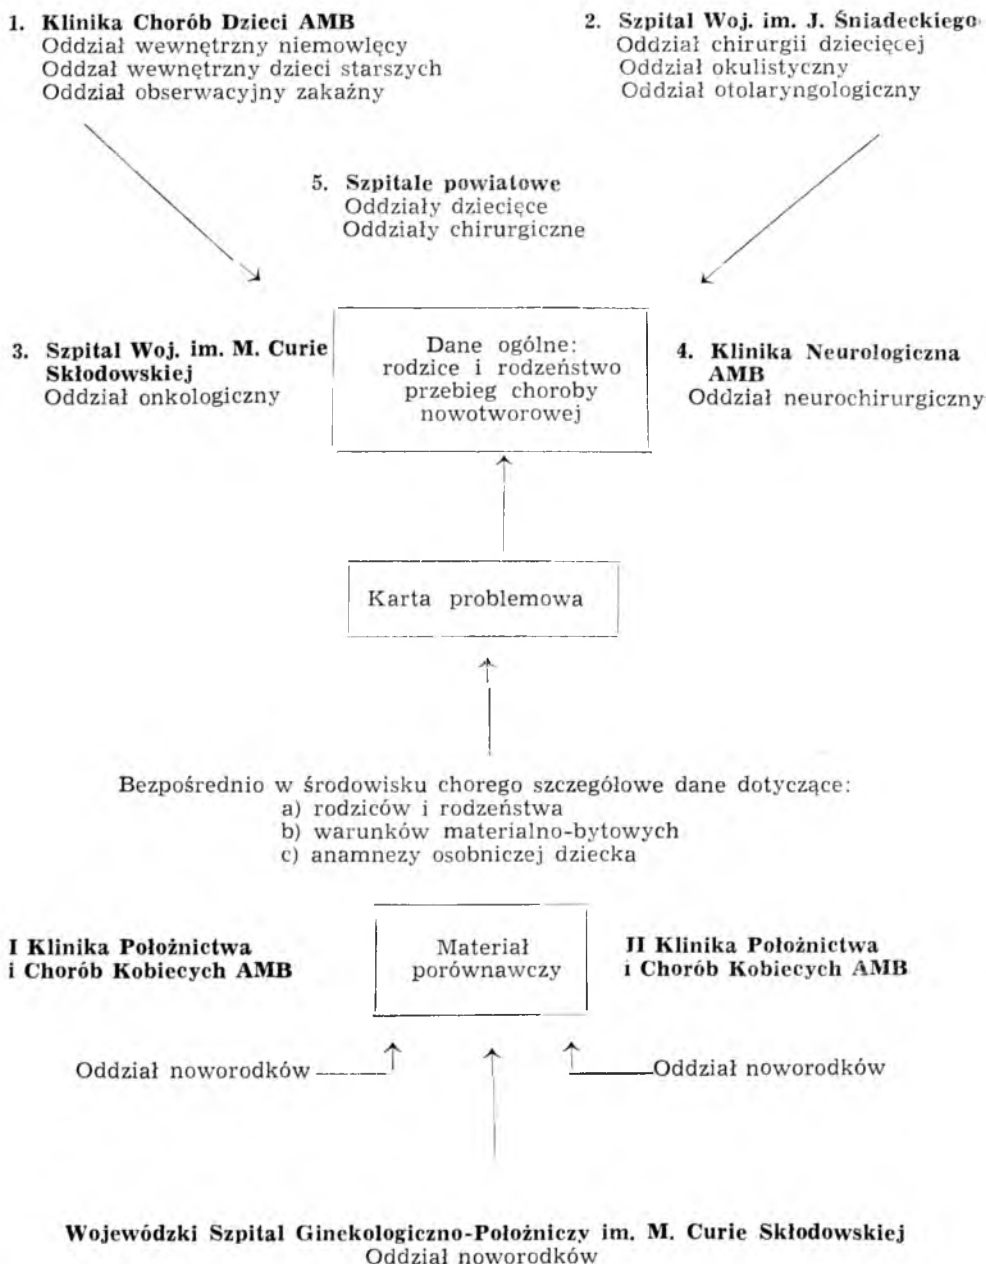 1. Klinika Chorób Dzieci AMB
Oddział wewnętrzny niemowlęcy
Oddzał wewnętrzny dzieci starszych
Oddział obserwacyjny zakaźny
2. Szpital Woj. im. J. Śniadeckiego
Oddział chirurgii dziecięcej
Oddział okulistyczny
Oddział otolaryngologiczny
5. Szpitale powiatowe
Oddziały dziecięce
Oddziały chirurgiczne
3. Szpital Woj. im. M. Curie
Skłodowskiej
Oddział onkologiczny
Dane ogólne:
rodzice i rodzeństwo
przebieg choroby
nowotworowej
4. Klinika Neurologiczna
AMB
Oddział neurochirurgiczny
Karta problemowa
Bezpośrednio w środowisku chorego szczegółowe dane dotyczące:
a) rodziców i rodzeństwa
b) warunków materialno-bytowych
c) anamnezy osobniczej dziecka
I Klinika Położnictwa
i Chorób Kobiecych AMB
Materiał
porównawczy
II Klinika Położnictwa
i Chorób Kobiecych AMB
Oddział noworodków
Oddział noworodków
Wojewódzki Szpital Ginekologiczno-Położniczy im. M. Curie Skłodowskiej
Oddział noworodków